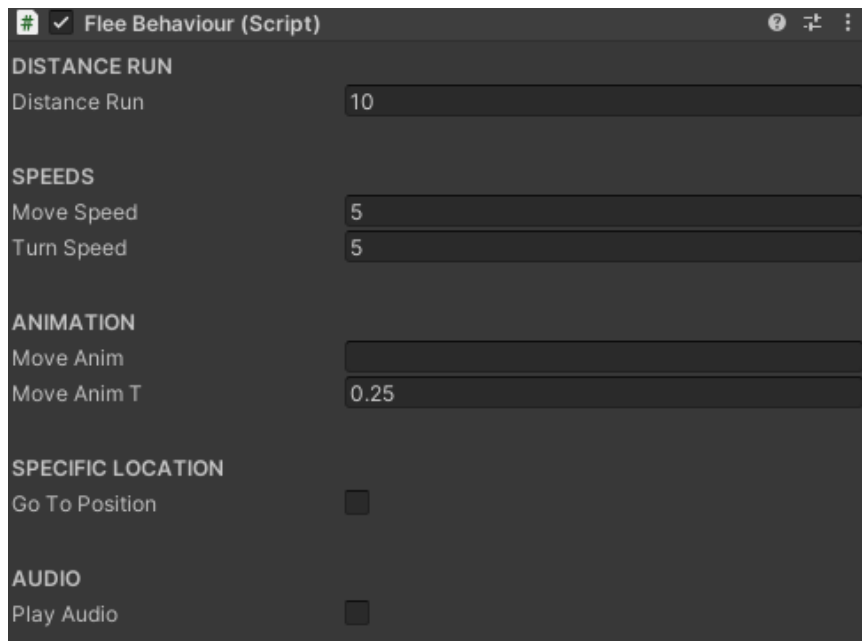 # Flee Behaviour (Script)
DISTANCE RUN
Distance Run 10
SPEEDS
Move Speed 5
Turn Speed 5
ANIMATION
Move Anim
Move Anim T 0.25
SPECIFIC LOCATION
Go To Position
AUDIO
Play Audio